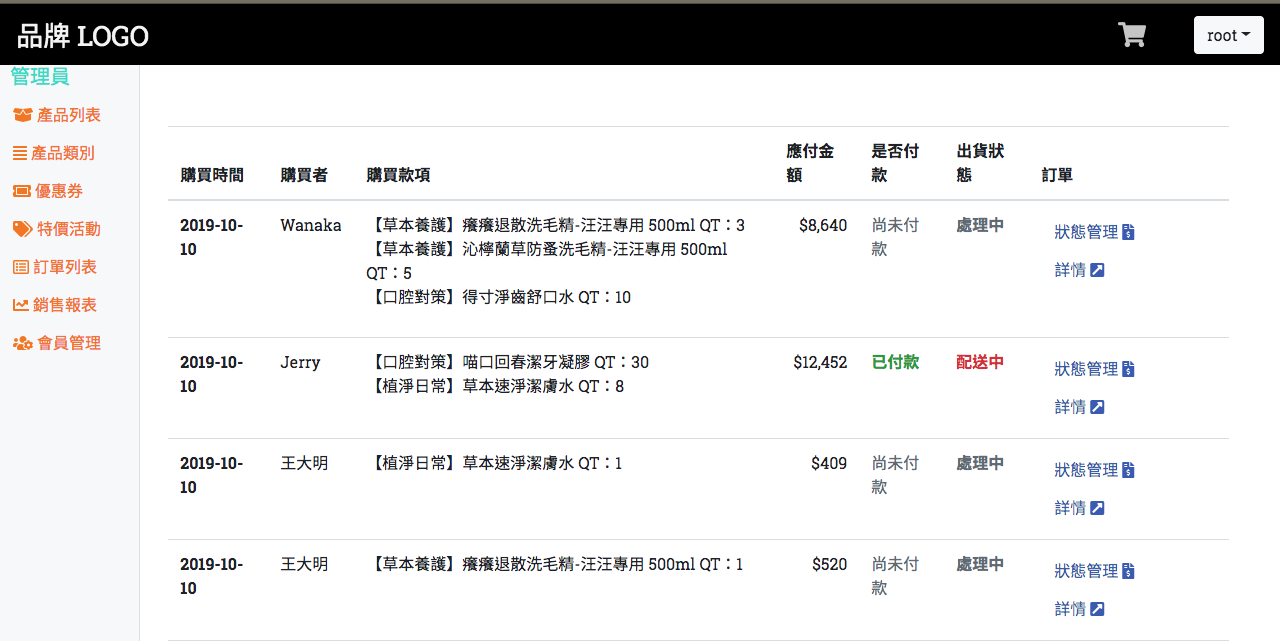 品牌 LOGO
root
管理員
產品列表
產品類別
優惠券
特價活動
訂單列表
銷售報表
會員管理
購買時間 購買者 購買款項 應付金額 是否付款 出貨狀態 訂單
2019-10-10 Wanaka 【草本養護】癢癢退散洗毛精-汪汪專用 500ml QT：3 $8,640 尚未付款 處理中 狀態管理
【草本養護】沁檸蘭草防蚤洗毛精-汪汪專用 500ml
QT：5
【口腔對策】得寸淨齒舒口水 QT：10
詳情
2019-10-10 Jerry 【口腔對策】喵口回春潔牙凝膠 QT：30 $12,452 已付款 配送中 狀態管理
【植淨日常】草本速淨潔膚水 QT：8
詳情
2019-10-10 王大明 【植淨日常】草本速淨潔膚水 QT：1 $409 尚未付款 處理中 狀態管理
詳情
2019-10-10 王大明 【草本養護】癢癢退散洗毛精-汪汪專用 500ml QT：1 $520 尚未付款 處理中 狀態管理
詳情